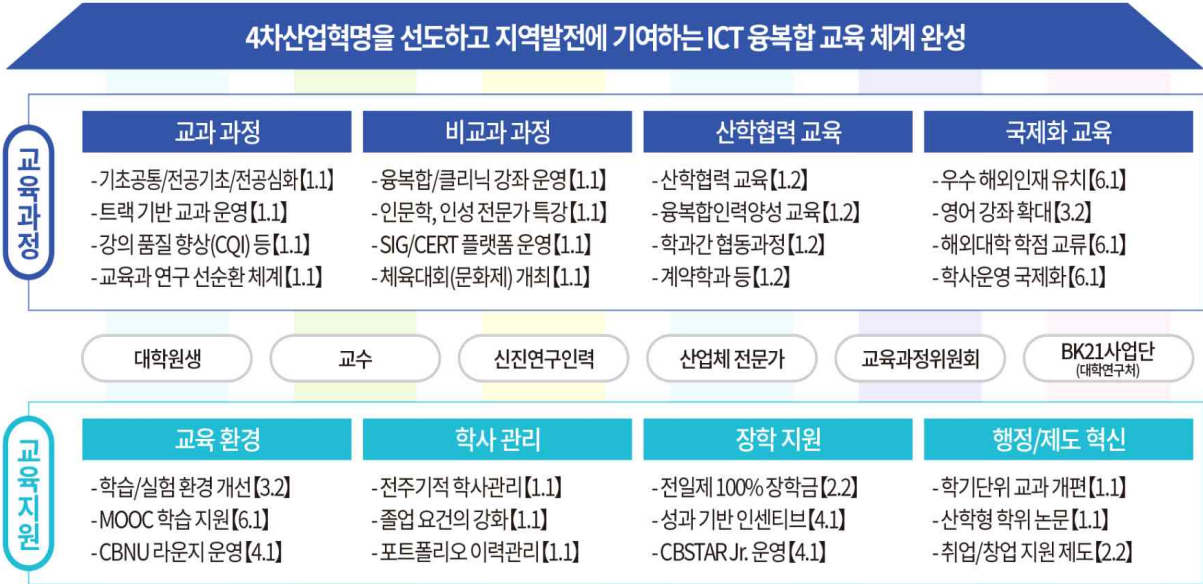 4차산업혁명을 선도하고 지역발전에 기여하는 ICT 융복합 교육 체계 완성
교육과정
교과 과정
- 기초공통/전공기초/전공심화【1.1】
- 트랙 기반 교과 운영【1.1】
- 강의 품질 향상(CQI) 등【1.1】
- 교육과 연구 선순환 체계【1.1】
비교과 과정
- 융복합/클리닉 강좌 운영【1.1】
- 인문학, 인성 전문가 특강【1.1】
- SIG/CERT 플랫폼 운영【1.1】
- 체육대회(문화제) 개최【1.1】
산학협력 교육
- 산학협력 교육【1.2】
- 융복합인력양성 교육【1.2】
- 학과간 협동과정【1.2】
- 계약학과 등【1.2】
국제화 교육
- 우수 해외인재 유치【6.1】
- 영어 강좌 확대【3.2】
- 해외대학 학점 교류【6.1】
- 학사운영 국제화【6.1】
대학원생
교수
신진연구인력
산업체 전문가
교육과정위원회
BK21사업단
(대학연구처)
교육지원
교육 환경
- 학습/실험 환경 개선【3.2】
- MOOC 학습 지원【6.1】
- CBNU 라운지 운영【4.1】
학사 관리
- 전주기적 학사관리【1.1】
- 졸업 요건의 강화【1.1】
- 포트폴리오 이력관리【1.1】
장학 지원
- 전일제 100% 장학금【2.2】
- 성과 기반 인센티브【4.1】
- CBSTAR Jr. 운영【4.1】
행정/제도 혁신
- 학기단위 교과 개편【1.1】
- 산학형 학위 논문【1.1】
- 취업/창업 지원 제도【2.2】